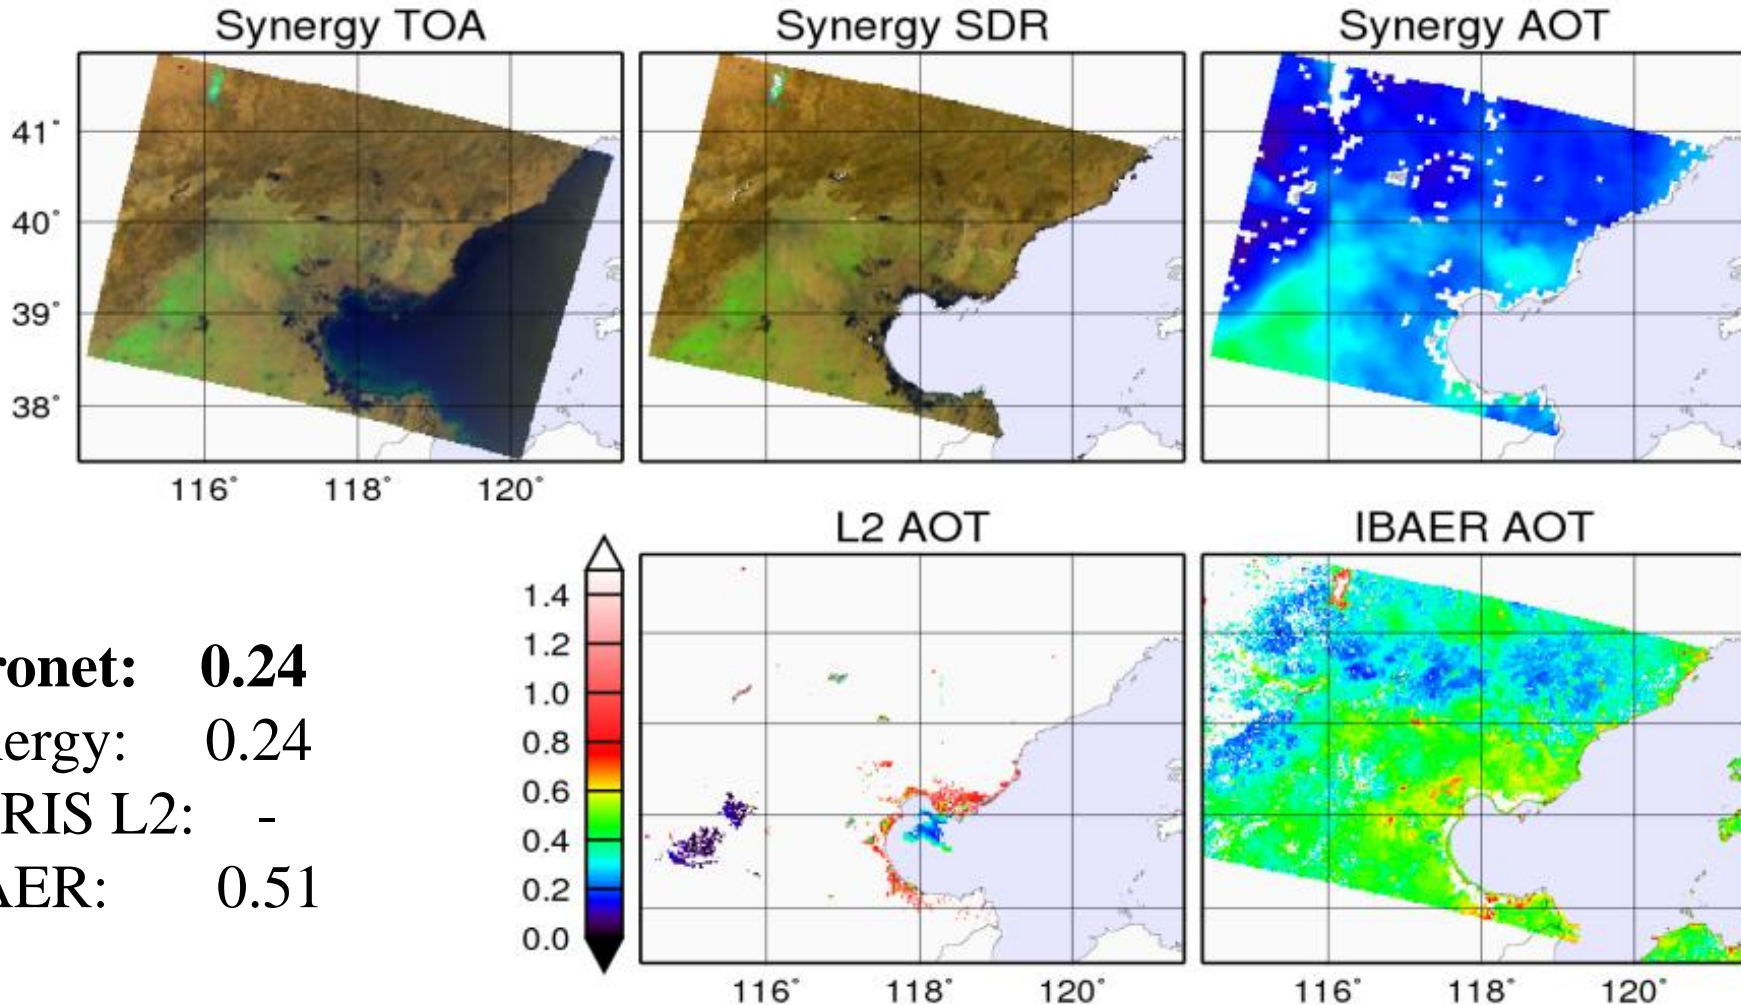 Synergy TOA
Synergy SDR
Synergy AOT
41°
40°
39°
38°
116° 118° 120°
L2 AOT
IBAER AOT
1.4
1.2
1.0
0.8
0.6
0.4
0.2
0.0
ronet: 0.24
nergy: 0.24
RIS L2: -
AER: 0.51
116° 118° 120°
116° 118° 120°